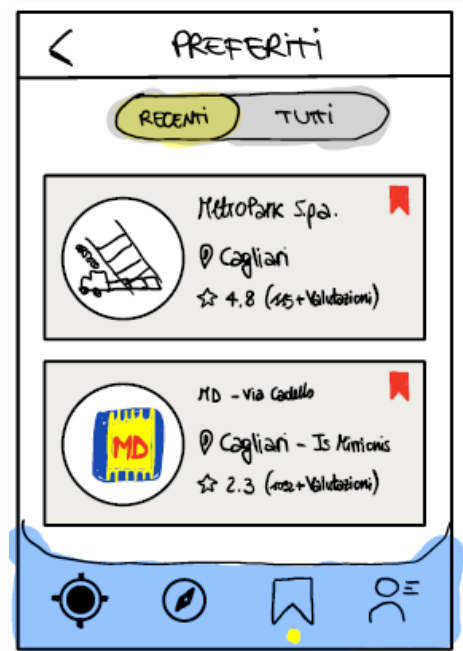 PREFERITI
RECENTI
TUTTI
MetroPark S.p.a.
Cagliari
4.8 (115+ Valutazioni)
MD
MD - Via Cadello
Cagliari - Is Mirrionis
2.3 (1092+ Valutazioni)